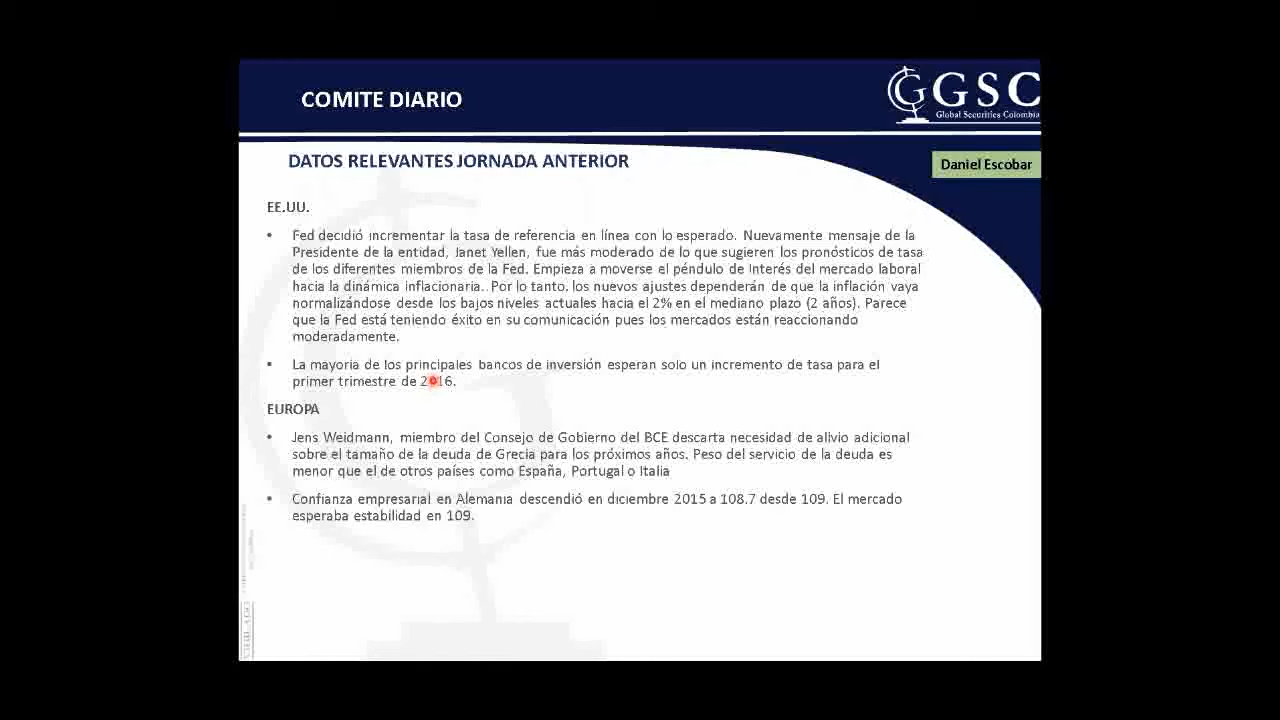 COMITE DIARIO
GGSC
Global Securities Colombia
DATOS RELEVANTES JORNADA ANTERIOR
Daniel Escobar
EE.UU.
• Fed decidió incrementar la tasa de referencia en línea con lo esperado. Nuevamente mensaje de la
Presidente de la entidad, Janet Yellen, fue más moderado de lo que sugieren los pronósticos de tasa
de los diferentes miembros de la Fed. Empieza a moverse el péndulo de interés del mercado laboral
hacia la dinámica inflacionaria.. Por lo tanto, los nuevos ajustes dependerán de que la inflación vaya
normalizándose desde los bajos niveles actuales hacia el 2% en el mediano plazo (2 años). Parece
que la Fed está teniendo éxito en su comunicación pues los mercados están reaccionando
moderadamente.
• La mayoria de los principales bancos de inversión esperan solo un incremento de tasa para el
primer trimestre de 2016.
EUROPA
• Jens Weidmann, miembro del Consejo de Gobierno del BCE descarta necesidad de alivio adicional
sobre el tamaño de la deuda de Grecia para los próximos años. Peso del servicio de la deuda es
menor que el de otros países como España, Portugal o Italia
• Confianza empresarial en Alemania descendió en diciembre 2015 a 108.7 desde 109. El mercado
esperaba estabilidad en 109.